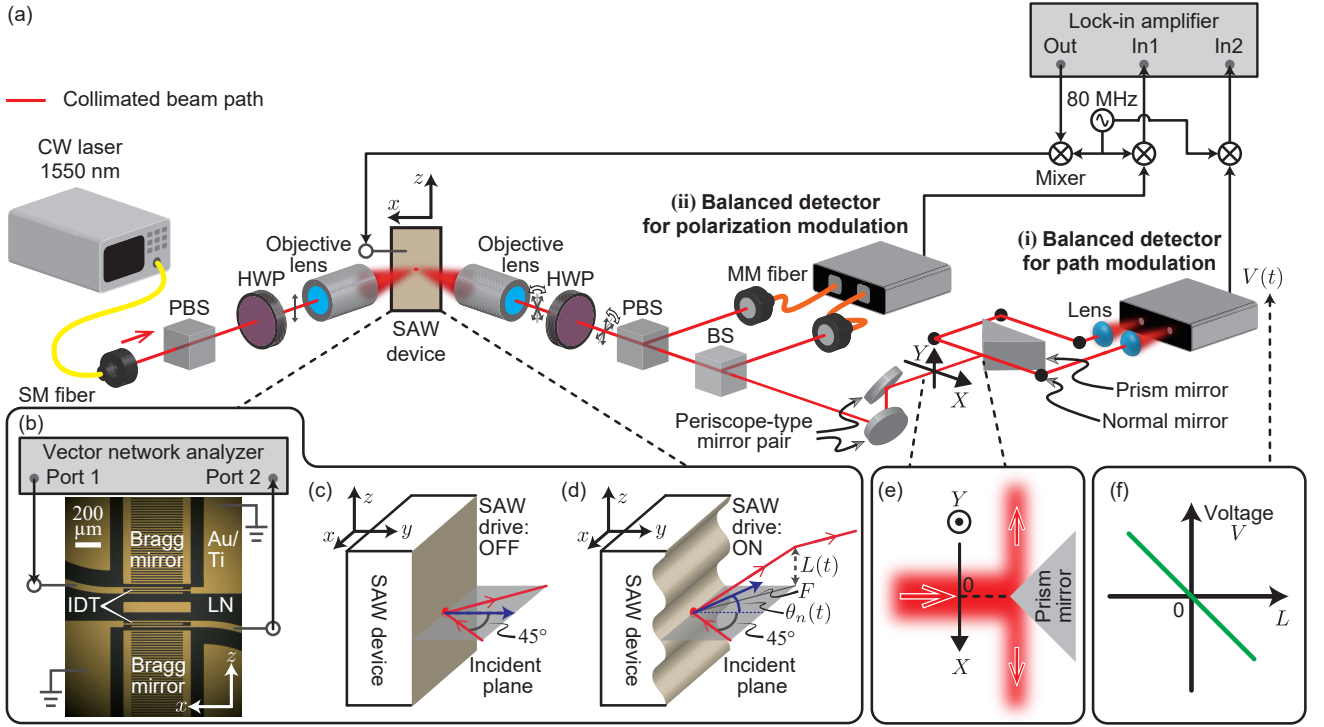 (a)
Lock-in amplifier
Out
In1
In2
Collimated beam path
80 MHz
CW laser
1550 nm
z
x
Mixer
(ii) Balanced detector
for polarization modulation
(i) Balanced detector
for path modulation
V(t)
Objective
lens
Objective
lens
HWP
HWP
MM fiber
PBS
PBS
BS
Lens
SAW
device
SM fiber
Y
X
Prism mirror
Normal mirror
Periscope-type
mirror pair
(b)
Vector network analyzer
Port 1
Port 2
200
µm
Bragg
mirror
Au/
Ti
IDT
LN
Bragg
mirror
z
x
(c)
z
y
x
SAW
drive:
OFF
SAW device
45°
Incident
plane
(d)
z
y
x
SAW
drive:
ON
L(t)
F
θn(t)
45°
SAW device
Incident
plane
(e)
Y
0
X
Prism
mirror
(f)
Voltage
V
0
L